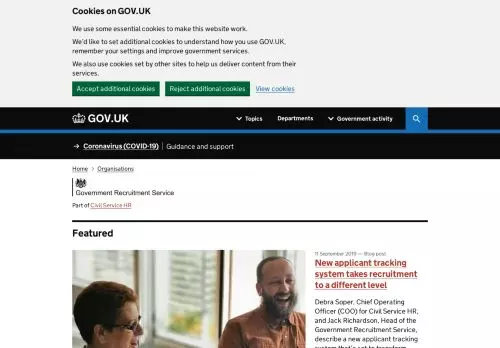 Cookies on GOV.UK
We use some essential cookies to make this website work.
We'd like to set additional cookies to understand how you use GOV.UK,
remember your settings and improve government services.
We also use cookies set by other sites to help us deliver content from their
services.
Accept additional cookies
Reject additional cookies
View cookies
GOV.UK
Topics
Departments
Government activity
→ Coronavirus (COVID-19) | Guidance and support
Home > Organisations
Government Recruitment Service
Part of Civil Service HR
Featured
11 September 2019 — Blog post
New applicant tracking
system takes recruitment
to a different level
Debra Soper, Chief Operating
Officer (COO) for Civil Service HR,
and Jack Richardson, Head of the
Government Recruitment Service,
describe a new applicant tracking
system that's set to transform